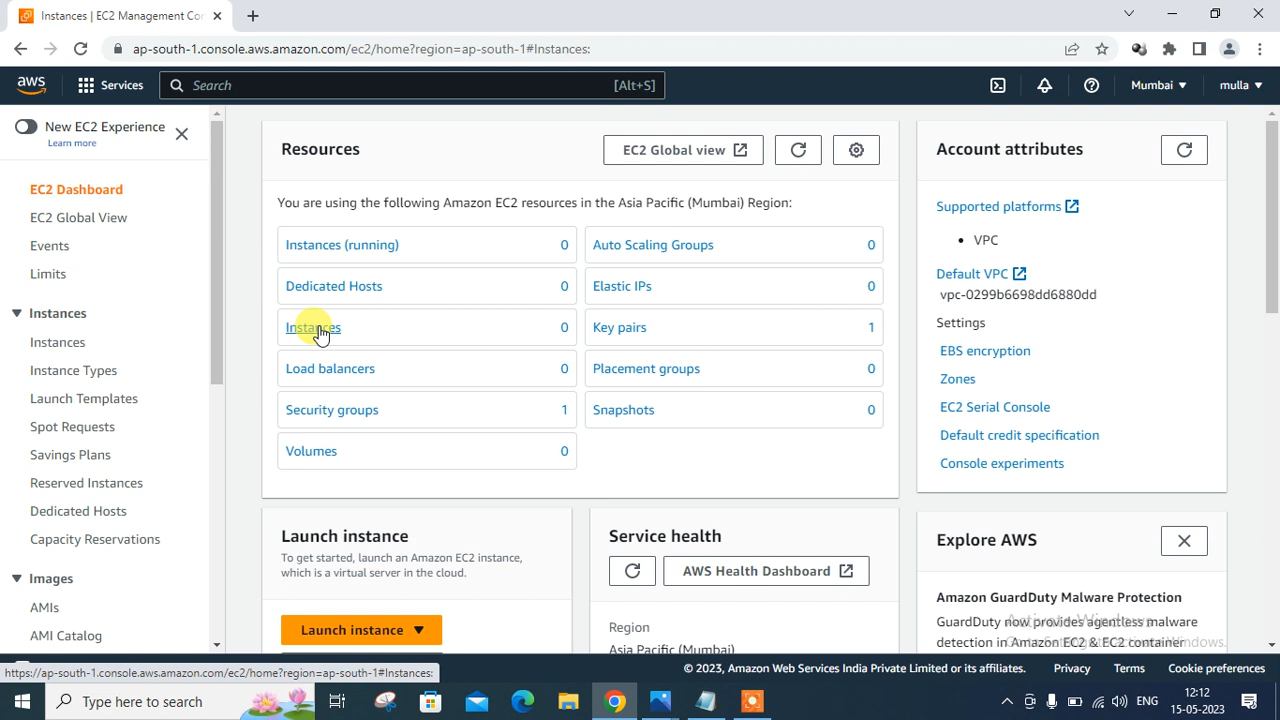 Instances | EC2 Management Con
ap-south-1.console.aws.amazon.com/ec2/home?region=ap-south-1#Instances:
aws Services Search [Alt+S] Mumbai mulla
New EC2 Experience
Learn more
EC2 Dashboard
EC2 Global View
Events
Limits
Instances
Instances
Instance Types
Launch Templates
Spot Requests
Savings Plans
Reserved Instances
Dedicated Hosts
Capacity Reservations
Images
AMIs
AMI Catalog
Resources
EC2 Global view
You are using the following Amazon EC2 resources in the Asia Pacific (Mumbai) Region:
Instances (running) 0 Auto Scaling Groups 0
Dedicated Hosts 0 Elastic IPs 0
Instances 0 Key pairs 1
Load balancers 0 Placement groups 0
Security groups 1 Snapshots 0
Volumes 0
Launch instance
To get started, launch an Amazon EC2 instance,
which is a virtual server in the cloud.
Launch instance
Service health
AWS Health Dashboard
Region
Asia Pacific (Mumbai)
Account attributes
Supported platforms
• VPC
Default VPC
vpc-0299b6698dd6880dd
Settings
EBS encryption
Zones
EC2 Serial Console
Default credit specification
Console experiments
Explore AWS
Amazon GuardDuty Malware Protection
GuardDuty now provides agentless malware
detection in Amazon EC2 & EC2 container
Activate Windows
https://ap-south-1.console.aws.amazon.com/ec2/home?region=ap-south-1#Instances:
© 2023, Amazon Web Services India Private Limited or its affiliates. Privacy Terms Cookie preferences
Type here to search
ENG
12:12
15-05-2023